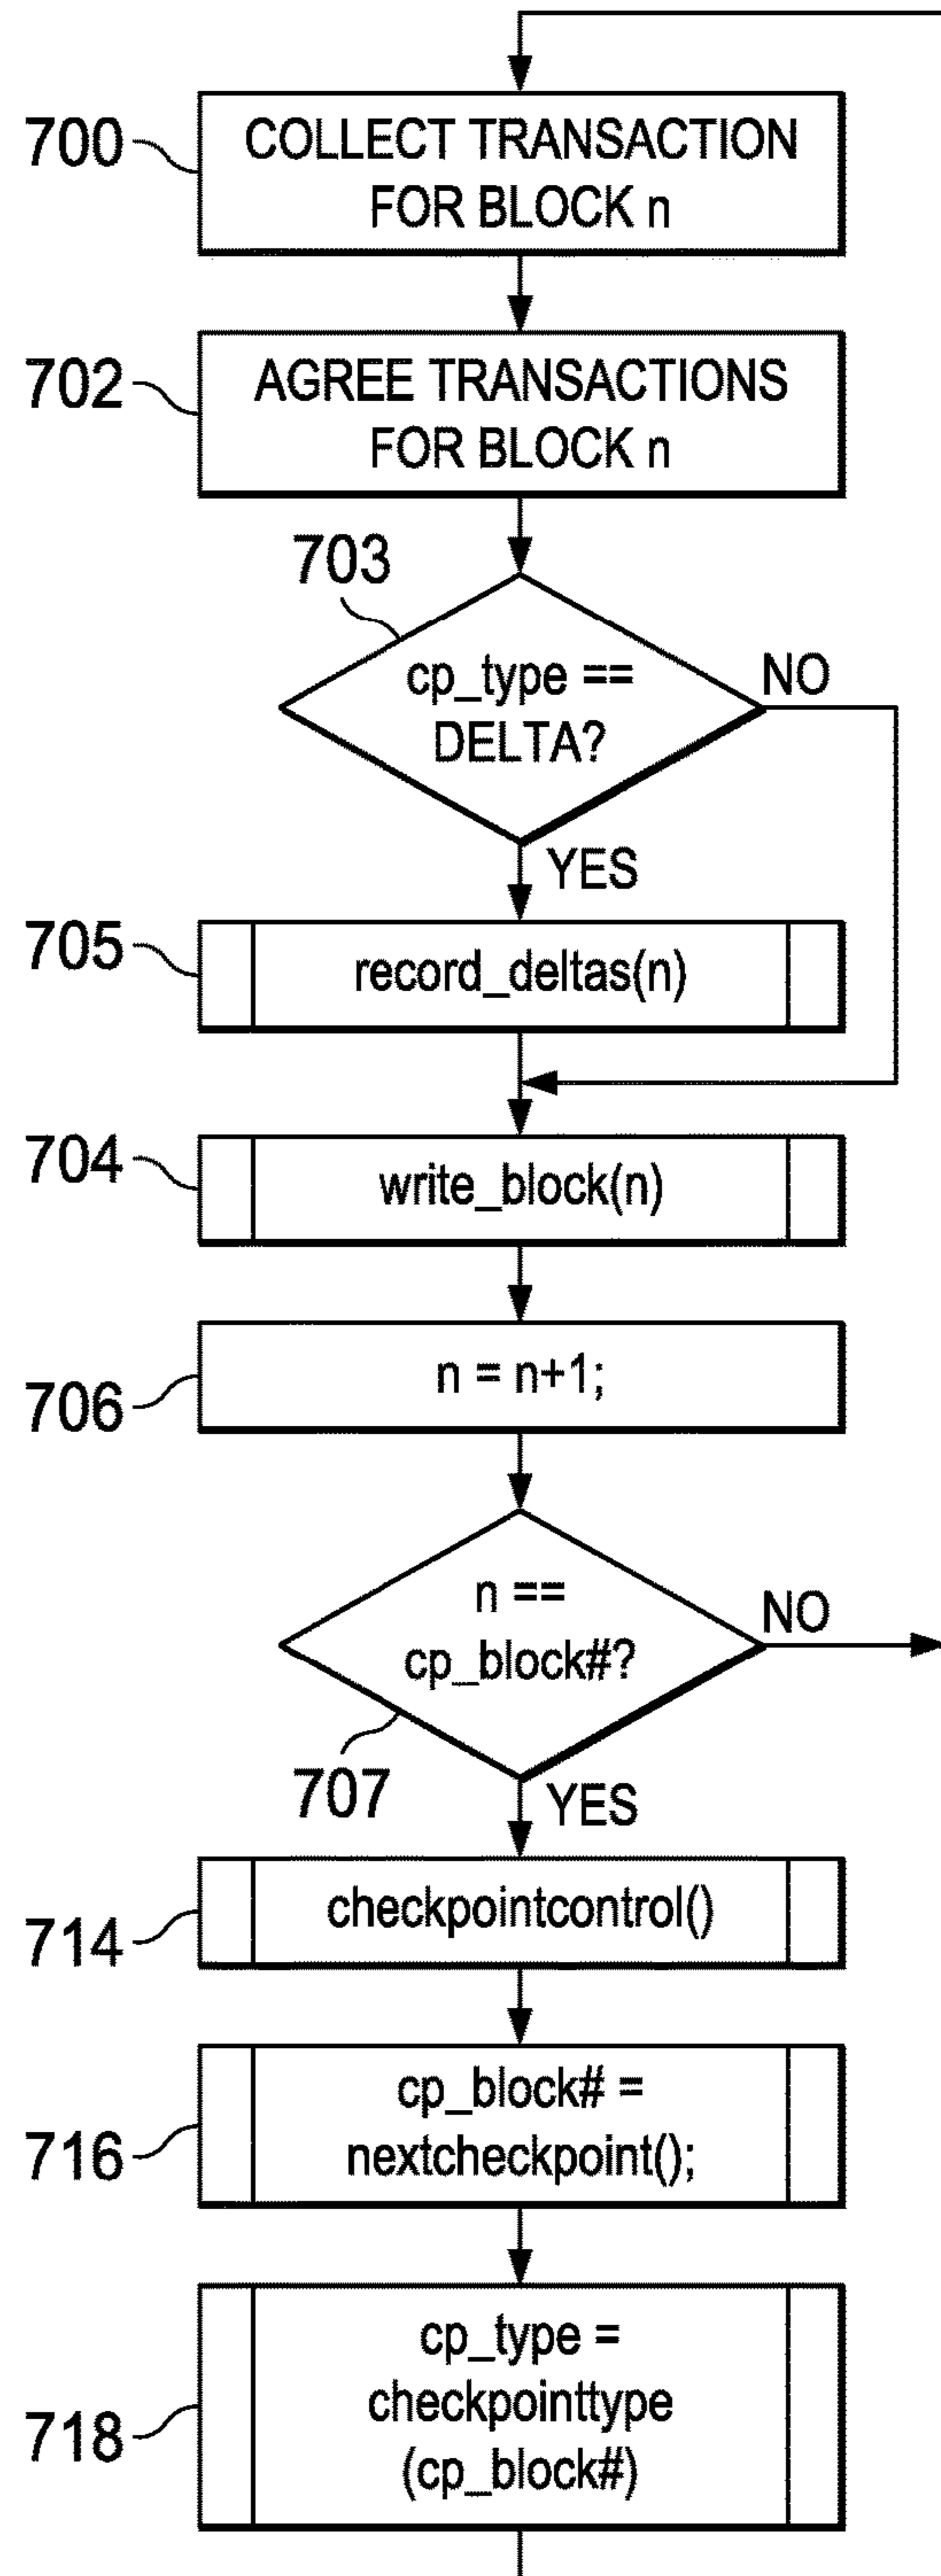 700
COLLECT TRANSACTION
FOR BLOCK n
702
AGREE TRANSACTIONS
FOR BLOCK n
703
cp_type ==
DELTA?
NO
YES
705
record_deltas(n)
704
write_block(n)
706
n = n+1;
n ==
cp_block#?
NO
707
YES
714
checkpointcontrol()
716
cp_block# =
nextcheckpoint();
718
cp_type =
checkpointtype
(cp_block#)